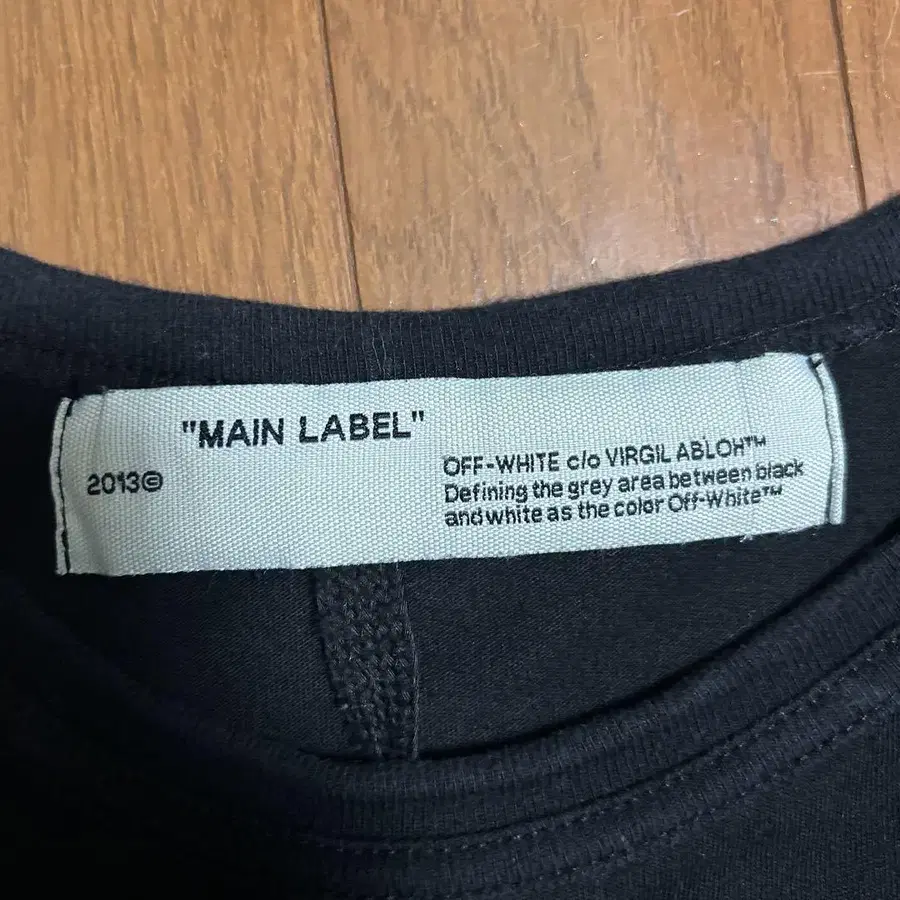 "MAIN LABEL"
2013©
OFF-WHITE c/o VIRGIL ABLOH™
Defining the grey area between black
and white as the color Off-White™